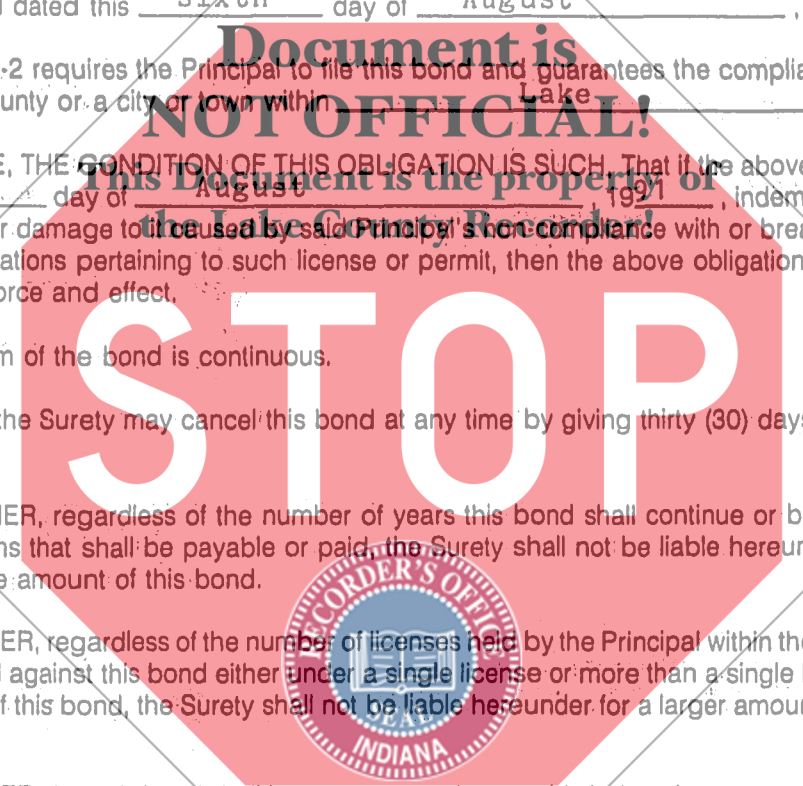 dated this Sixth day of August ,
Document is
-2 requires the Principal to file this bond and guarantees the complia
unty or a city or town within Lake
NOT OFFICIAL!
E, THE CONDITION OF THIS OBLIGATION IS SUCH, That if the above
This Document is the property of
day of August , 1991 , indem
the Lake County Recorder!
r damage to it caused by said Principal's non-compliance with or brea
ations pertaining to such license or permit, then the above obligation
orce and effect.
STOP
m of the bond is continuous.
the Surety may cancel this bond at any time by giving thirty (30) days
ER, regardless of the number of years this bond shall continue or b
ns that shall be payable or paid, the Surety shall not be liable hereun
e amount of this bond.
RECORDER'S OFFICE
ER, regardless of the number of licenses held by the Principal within the
d against this bond either under a single license or more than a single
f this bond, the Surety shall not be liable hereunder for a larger amou
SEAL
INDIANA